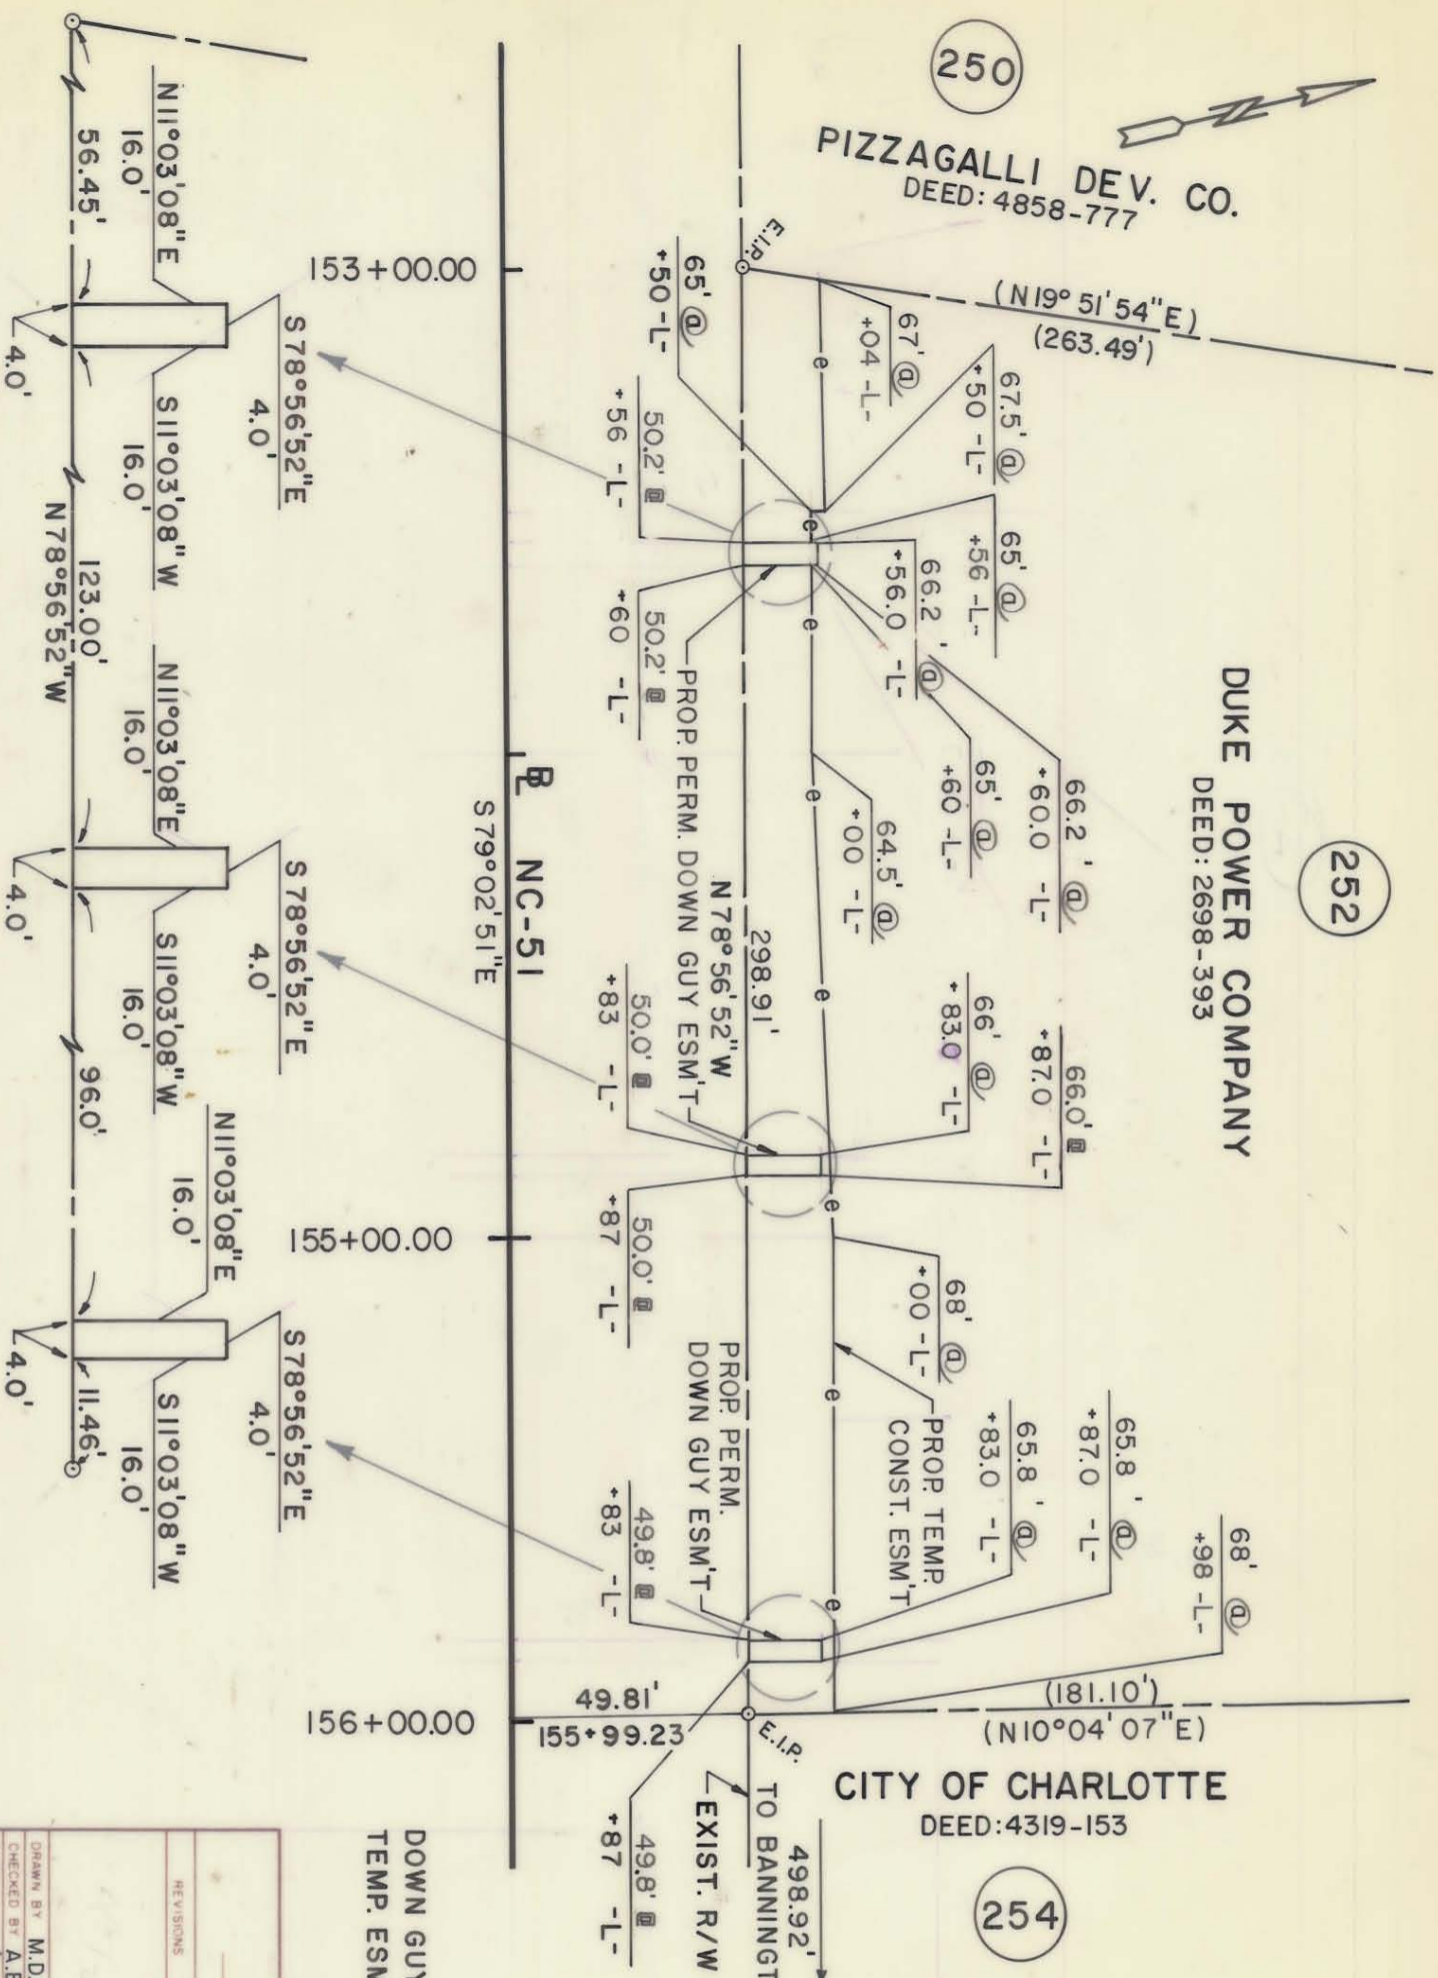 250
PIZZAGALLI DEV. CO.
DEED: 4858-777
E.I.P.
(N19°51'54"E)
(263.49')
65' @
+50 -L-
67' @
+04 -L-
67.5' @
+50 -L-
50.2' @
+56 -L-
65' @
+56 -L-
66.2 ' @
+56.0 -L-
50.2' @
+60 -L-
65' @
+60 -L-
66.2 ' @
+60.0 -L-
64.5' @
+00 -L-
DUKE POWER COMPANY
DEED: 2698-393
252
PROP. PERM. DOWN GUY ESM'T
298.91'
N78°56'52"W
50.0' @
+83 -L-
66' @
+83.0 -L-
66.0' @
+87.0 -L-
50.0' @
+87 -L-
68' @
+00 -L-
PROP. PERM.
DOWN GUY ESM'T
PROP. TEMP.
CONST. ESM'T
65.8 ' @
+83.0 -L-
65.8 ' @
+87.0 -L-
68' @
+98 -L-
49.8' @
+83 -L-
49.8' @
+87 -L-
e
e
e
e
e
e
e
e
153+00.00
BL NC-51
S79°02'51"E
155+00.00
156+00.00
49.81'
155+99.23
E.I.P.
(181.10')
(N10°04'07"E)
CITY OF CHARLOTTE
DEED:4319-153
254
498.92'
TO BANNINGT
EXIST. R/W
N11°03'08"E
16.0'
56.45'
S78°56'52"E
4.0'
S11°03'08"W
16.0'
4.0'
123.00'
N78°56'52"W
N11°03'08"E
16.0'
S78°56'52"E
4.0'
S11°03'08"W
16.0'
4.0'
96.0'
N11°03'08"E
16.0'
S78°56'52"E
4.0'
S11°03'08"W
16.0'
4.0'
11.46'
DOWN GUY
TEMP. ESM
REVISIONS
DRAWN BY M.D.
CHECKED BY A.E